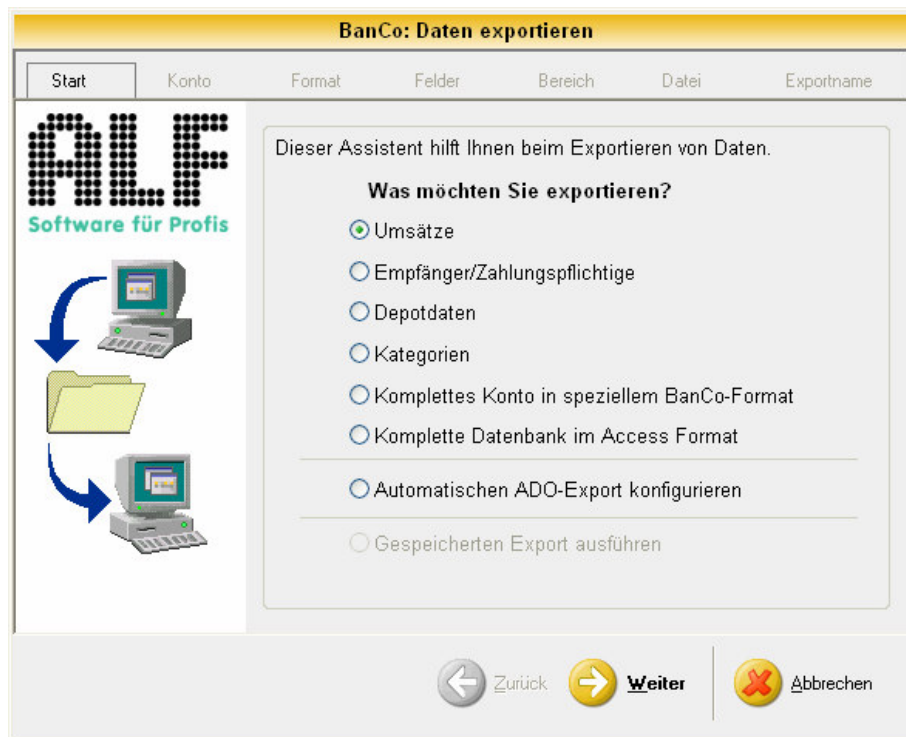 BanCo: Daten exportieren
Start Konto Format Felder Bereich Datei Exportname
ALF
Software für Profis
Dieser Assistent hilft Ihnen beim Exportieren von Daten.
Was möchten Sie exportieren?
Umsätze
Empfänger/Zahlungspflichtige
Depotdaten
Kategorien
Komplettes Konto in speziellem BanCo-Format
Komplette Datenbank im Access Format
Automatischen ADO-Export konfigurieren
Gespeicherten Export ausführen
Zurück Weiter Abbrechen